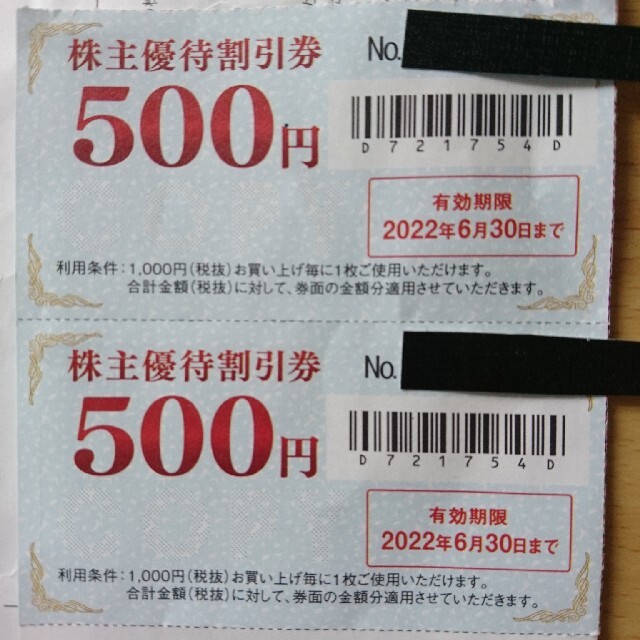 株主優待割引券
No.
500円
D721754D
有効期限
2022年6月30日まで
利用条件：1,000円（税抜）お買い上げ毎に1枚ご使用いただけます。
合計金額（税抜）に対して、券面の金額分適用させていただきます。
株主優待割引券
No.
500円
D721754D
有効期限
2022年6月30日まで
利用条件：1,000円（税抜）お買い上げ毎に1枚ご使用いただけます。
合計金額（税抜）に対して、券面の金額分適用させていただきます。